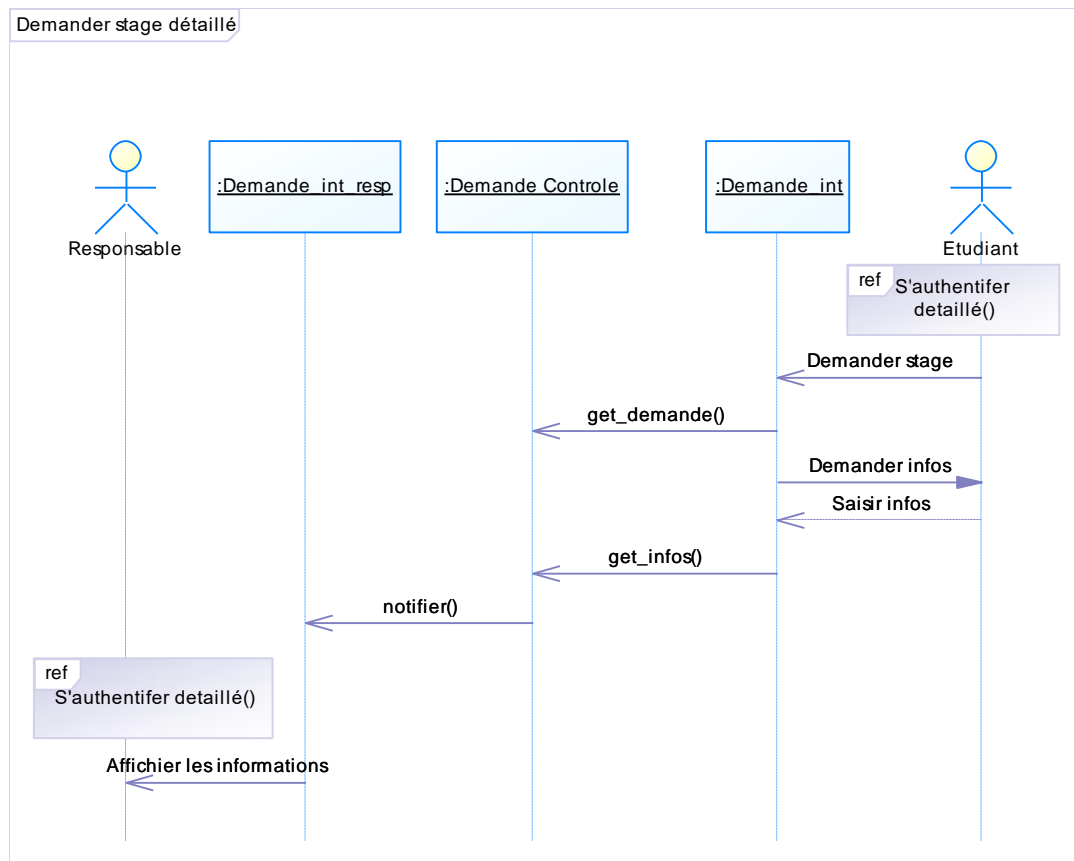 Demander stage détaillé
:Demande_int_resp
:Demande Controle
:Demande_int
Responsable
Etudiant
ref
S'authentifer
detaillé()
Demander stage
get_demande()
Demander infos
Saisir infos
get_infos()
notifier()
ref
S'authentifer detaillé()
Affichier les informations